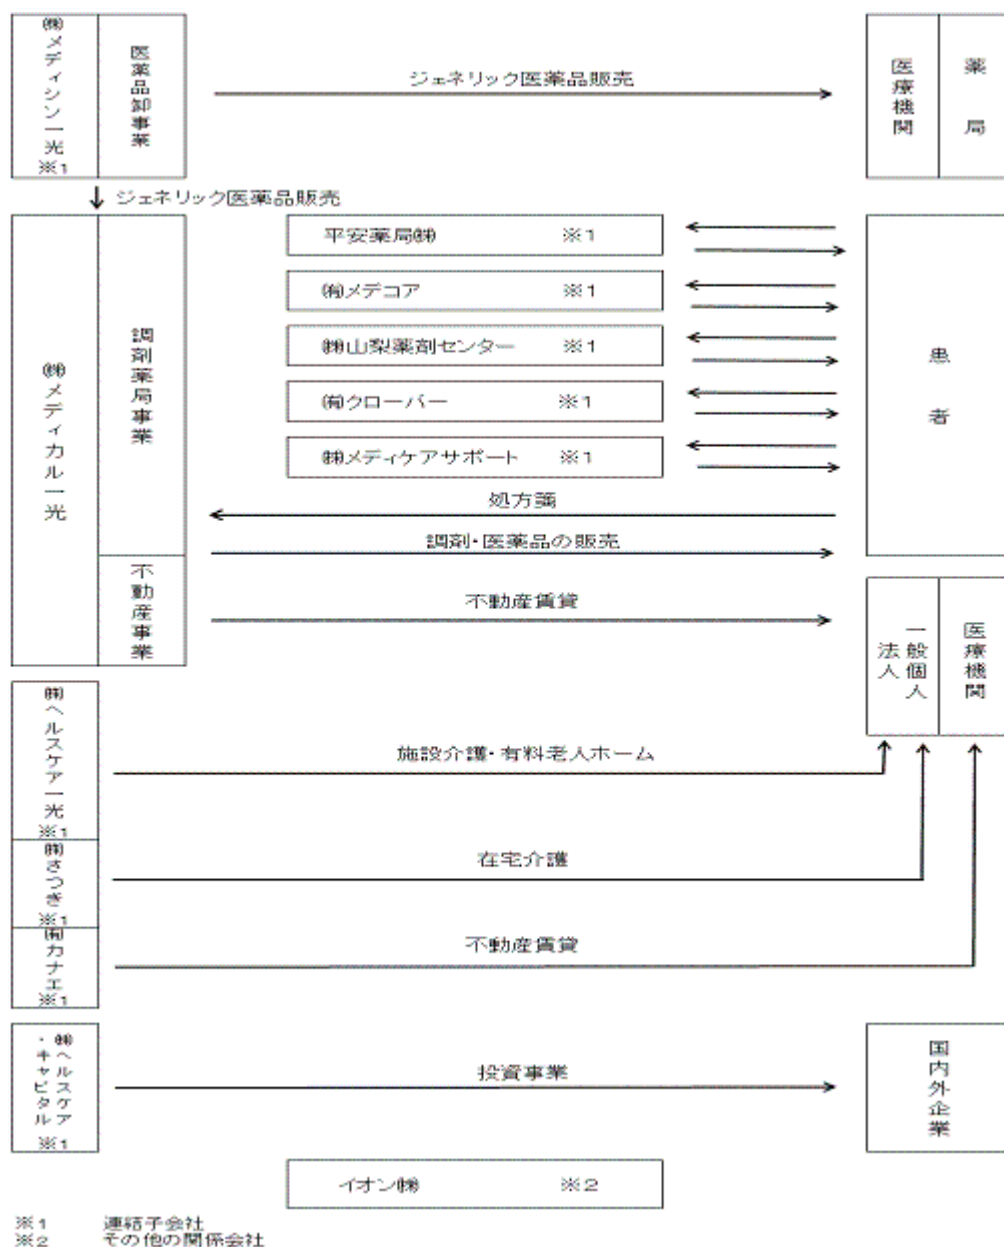 ㈱メディシン一光
※1
医薬品卸事業
ジェネリック医薬品販売
医療機関
薬局
ジェネリック医薬品販売
㈱メディカル一光
調剤薬局事業
平安薬局㈱ ※1
㈲メデコア ※1
㈱山梨薬剤センター ※1
㈲クローバー ※1
㈱メディケアサポート ※1
患者
処方箋
調剤・医薬品の販売
不動産事業
不動産賃貸
一般個人
法人
医療機関
㈱ヘルスケア一光
※1
施設介護・有料老人ホーム
㈱さつき
※1
在宅介護
㈲カナエ
※1
不動産賃貸
㈱ヘルスケア
・キャピタル
※1
投資事業
国内外企業
イオン㈱ ※2
※1 連結子会社
※2 その他の関係会社